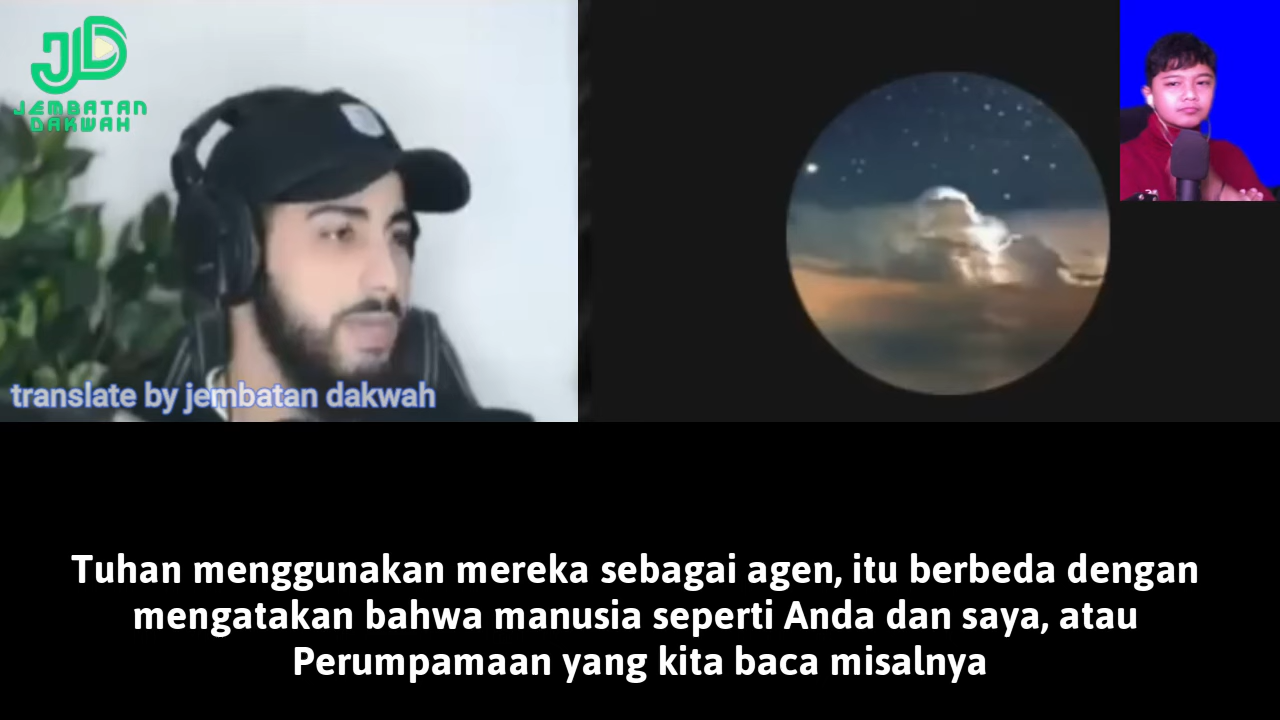 JEMBATAN
DAKWAH
translate by jembatan dakwah
Tuhan menggunakan mereka sebagai agen, itu berbeda dengan
mengatakan bahwa manusia seperti Anda dan saya, atau
Perumpamaan yang kita baca misalnya